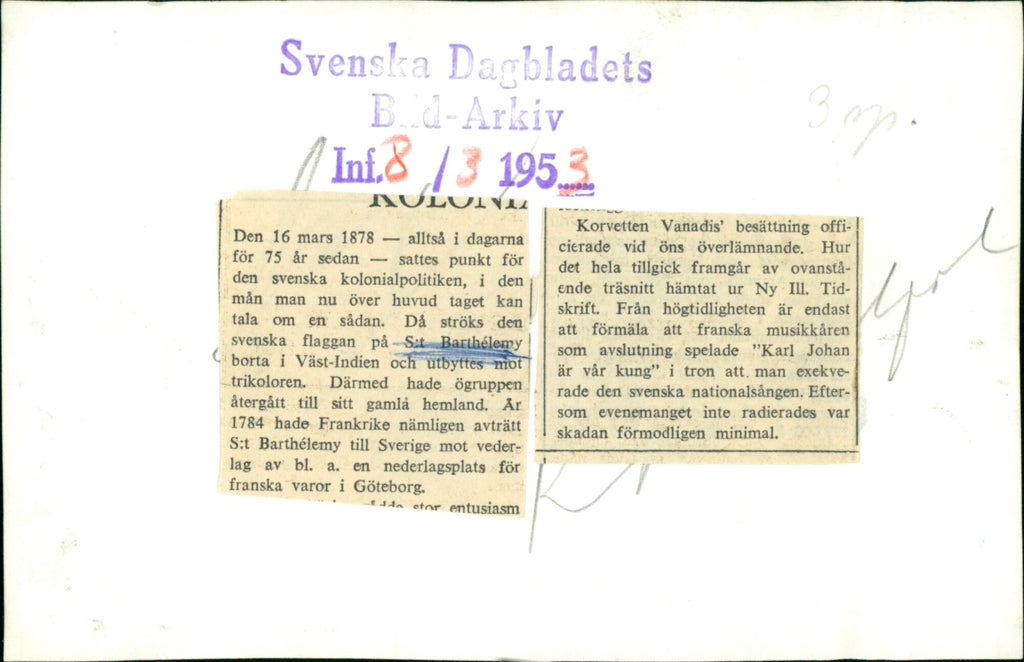 Svenska Dagbladets
Bild-Arkiv
3 sp.
Inf. 8/3 1953
Den 16 mars 1878 — alltså i dagarna
för 75 år sedan — sattes punkt för
den svenska kolonialpolitiken, i den
mån man nu över huvud taget kan
tala om en sådan. Då ströks den
svenska flaggan på S:t Barthélemy
borta i Väst-Indien och utbyttes mot
trikoloren. Därmed hade ögruppen
återgått till sitt gamla hemland. År
1784 hade Frankrike nämligen avträtt
S:t Barthélemy till Sverige mot veder-
lag av bl. a. en nederlagsplats för
franska varor i Göteborg.
stor entusiasm
Korvetten Vanadis' besättning offi-
cierade vid öns överlämnande. Hur
det hela tillgick framgår av ovanstå-
ende träsnitt hämtat ur Ny Ill. Tid-
skrift. Från högtidligheten är endast
att förmäla att franska musikkåren
som avslutning spelade "Karl Johan
är vår kung" i tron att man exekve-
rade den svenska nationalsången. Efter-
som evenemanget inte radierades var
skadan förmodligen minimal.